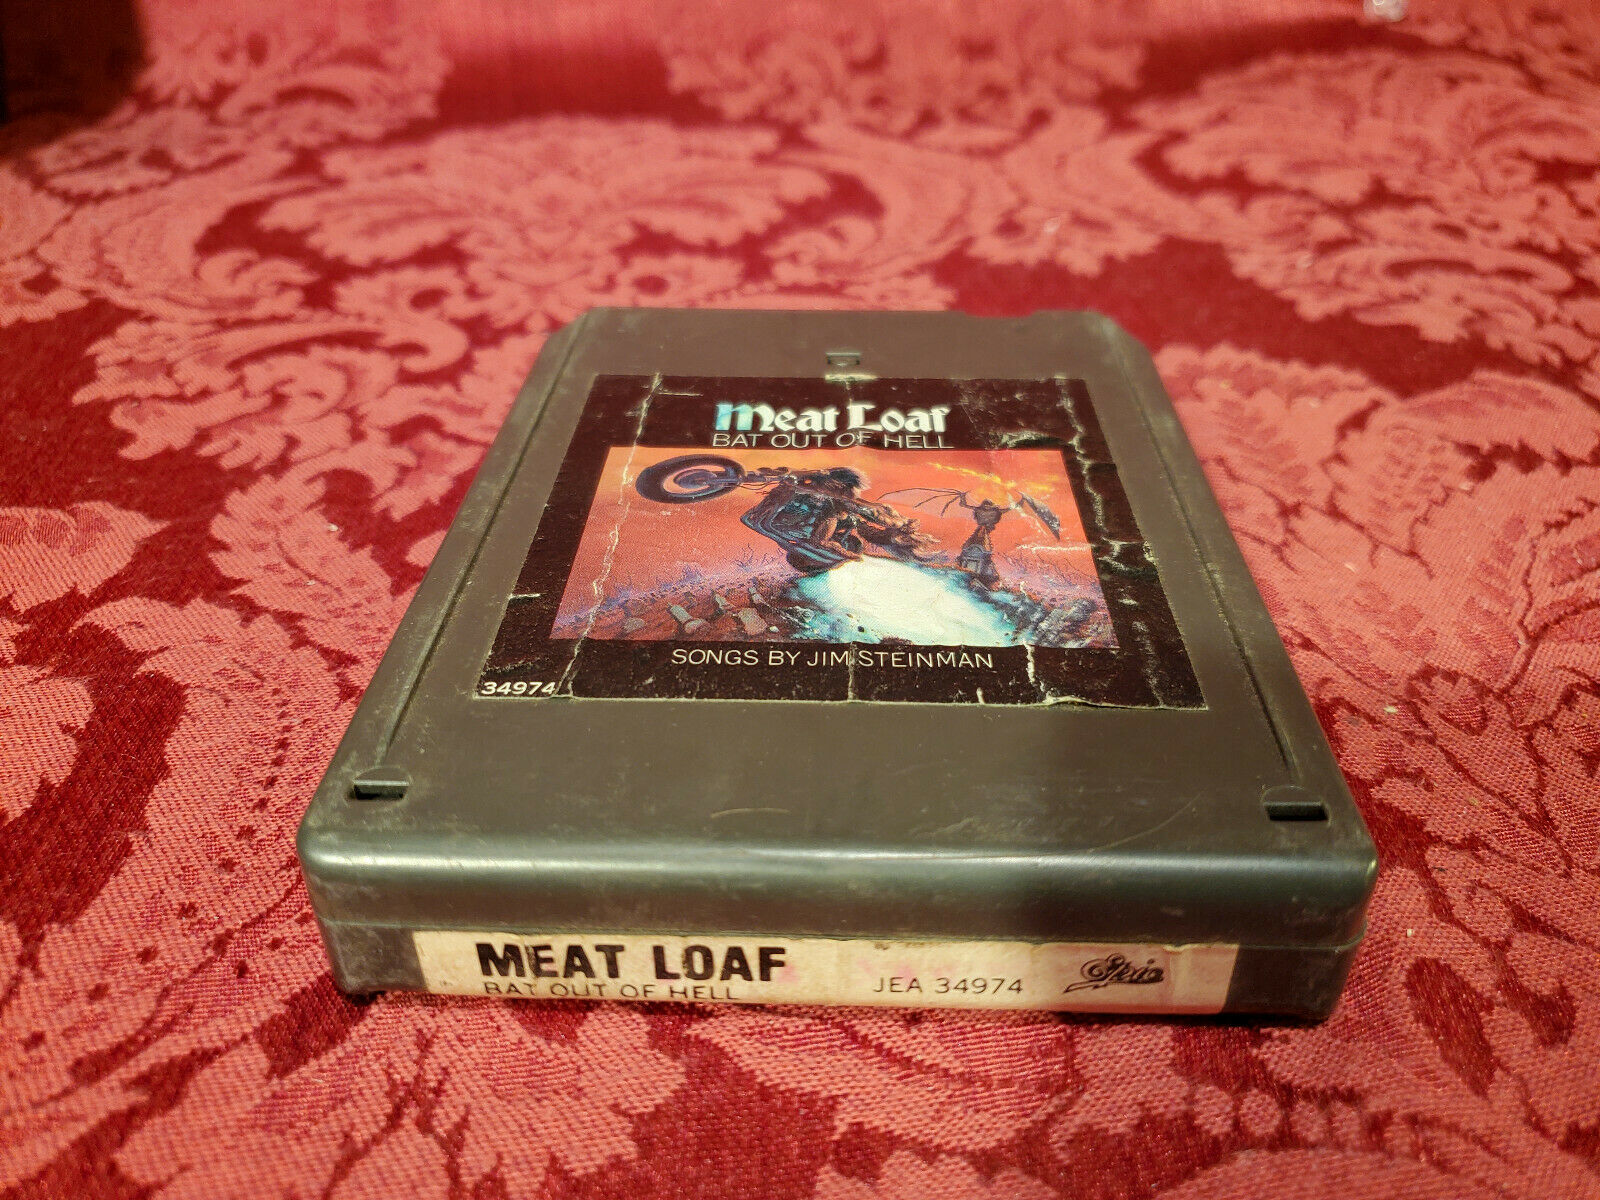 Meat Loaf
BAT OUT OF HELL
SONGS BY JIM STEINMAN
34974
MEAT LOAF
BAT OUT OF HELL
JEA 34974
Epic